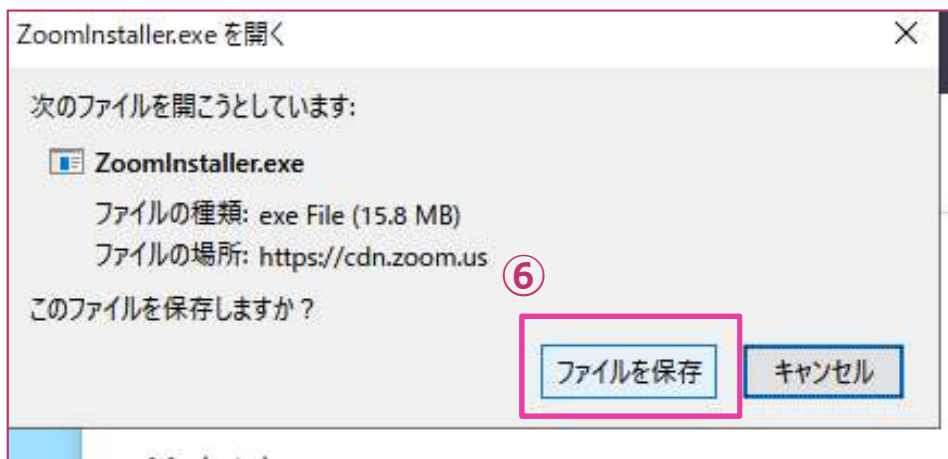 ZoomInstaller.exe を開く
次のファイルを開こうとしています:
ZoomInstaller.exe
ファイルの種類: exe File (15.8 MB)
ファイルの場所: https://cdn.zoom.us
⑥
このファイルを保存しますか？
ファイルを保存 キャンセル